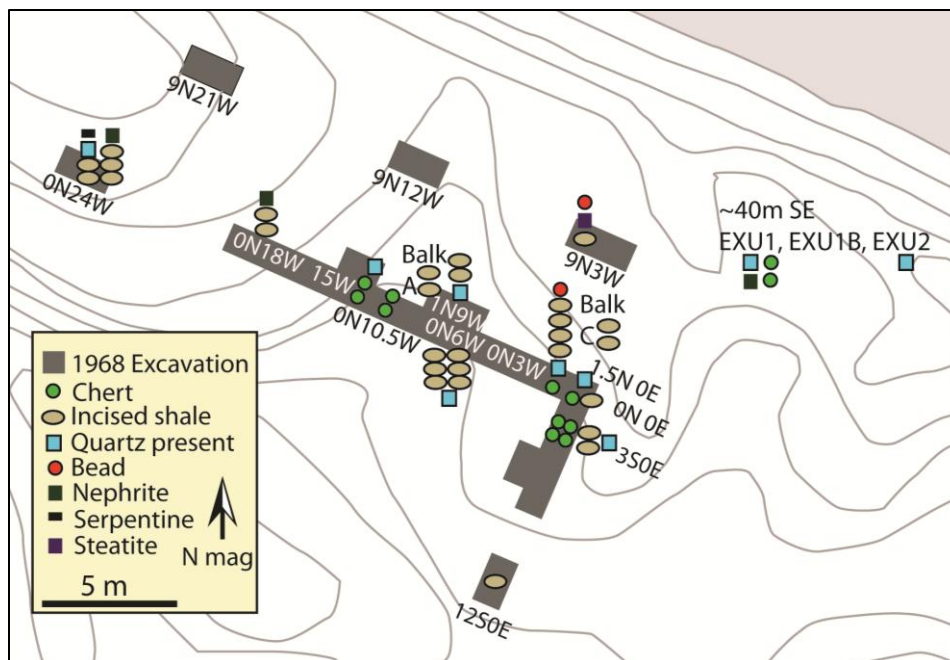 9N21W
0N24W
9N12W
~40m SE
EXU1, EXU1B, EXU2
9N3W
0N18W 15W
Balk
A
1N9W
0N10.5W
0N6W 0N3W
Balk
C
1.5N 0E
0N 0E
3S0E
12S0E
1968 Excavation
Chert
Incised shale
Quartz present
Bead
Nephrite
Serpentine
Steatite
N mag
5 m